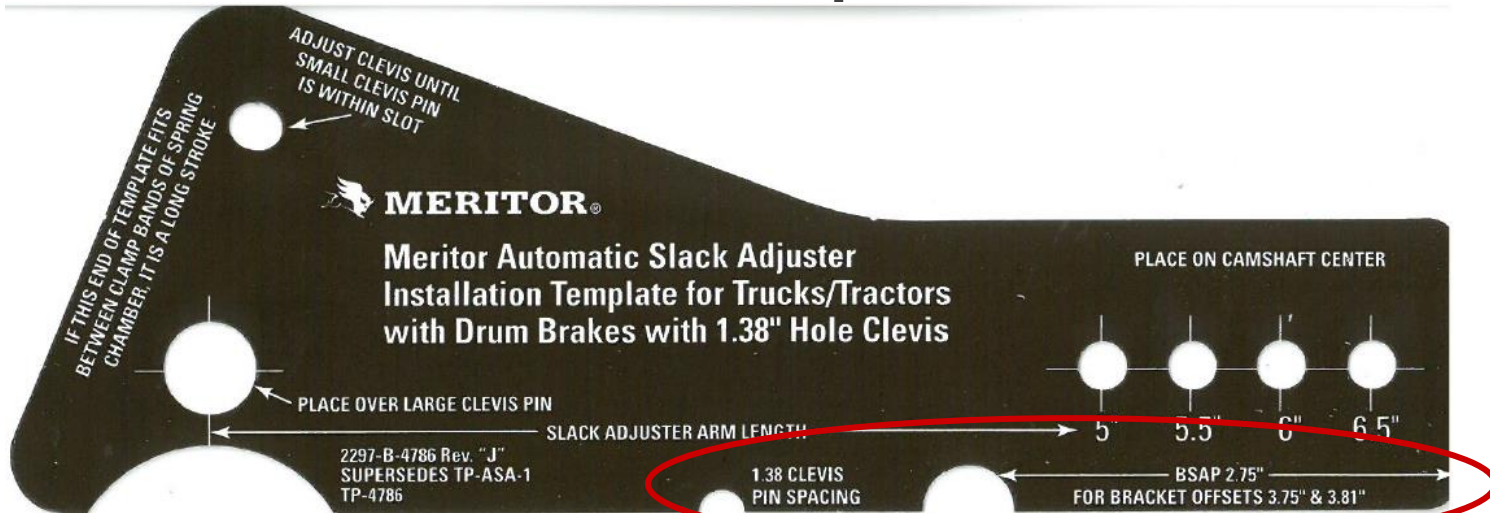 ADJUST CLEVIS UNTIL
SMALL CLEVIS PIN
IS WITHIN SLOT
IF THIS END OF TEMPLATE FITS
BETWEEN CLAMP BANDS OF SPRING
CHAMBER, IT IS A LONG STROKE
MERITOR®
Meritor Automatic Slack Adjuster
Installation Template for Trucks/Tractors
with Drum Brakes with 1.38" Hole Clevis
PLACE ON CAMSHAFT CENTER
PLACE OVER LARGE CLEVIS PIN
SLACK ADJUSTER ARM LENGTH
5" 5.5" 6" 6.5"
2297-B-4786 Rev. "J"
SUPERSEDES TP-ASA-1
TP-4786
1.38 CLEVIS
PIN SPACING
BSAP 2.75"
FOR BRACKET OFFSETS 3.75" & 3.81"